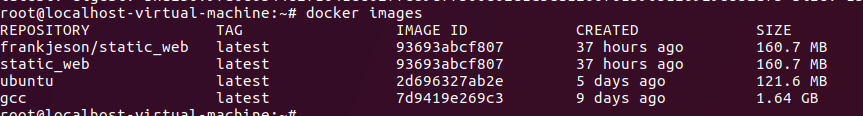 root@localhost-virtual-machine:~# docker images
REPOSITORY TAG IMAGE ID CREATED SIZE
frankjeson/static_web latest 93693abcf807 37 hours ago 160.7 MB
static_web latest 93693abcf807 37 hours ago 160.7 MB
ubuntu latest 2d696327ab2e 5 days ago 121.6 MB
gcc latest 7d9419e269c3 9 days ago 1.64 GB
root@localhost-virtual-machine:~#